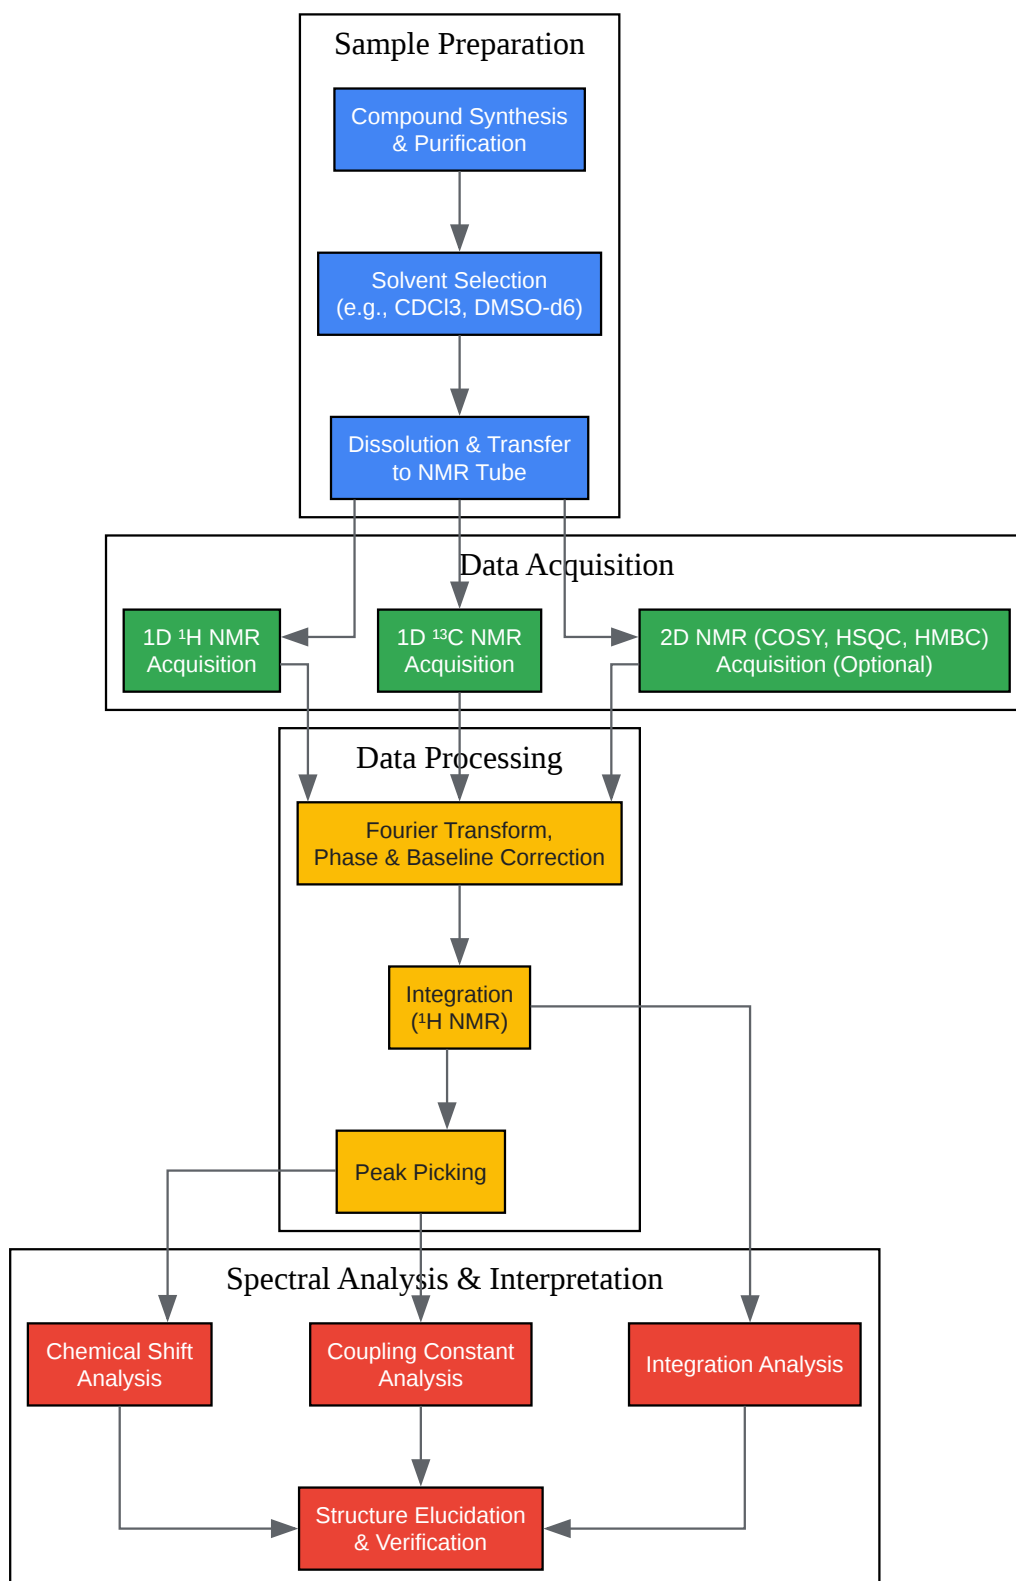 Sample Preparation
Compound Synthesis
& Purification
Solvent Selection
(e.g., CDCl3, DMSO-d6)
Dissolution & Transfer
to NMR Tube
Data Acquisition
1D ¹H NMR
Acquisition
1D ¹³C NMR
Acquisition
2D NMR (COSY, HSQC, HMBC)
Acquisition (Optional)
Data Processing
Fourier Transform,
Phase & Baseline Correction
Integration
(¹H NMR)
Peak Picking
Spectral Analysis & Interpretation
Chemical Shift
Analysis
Coupling Constant
Analysis
Integration Analysis
Structure Elucidation
& Verification